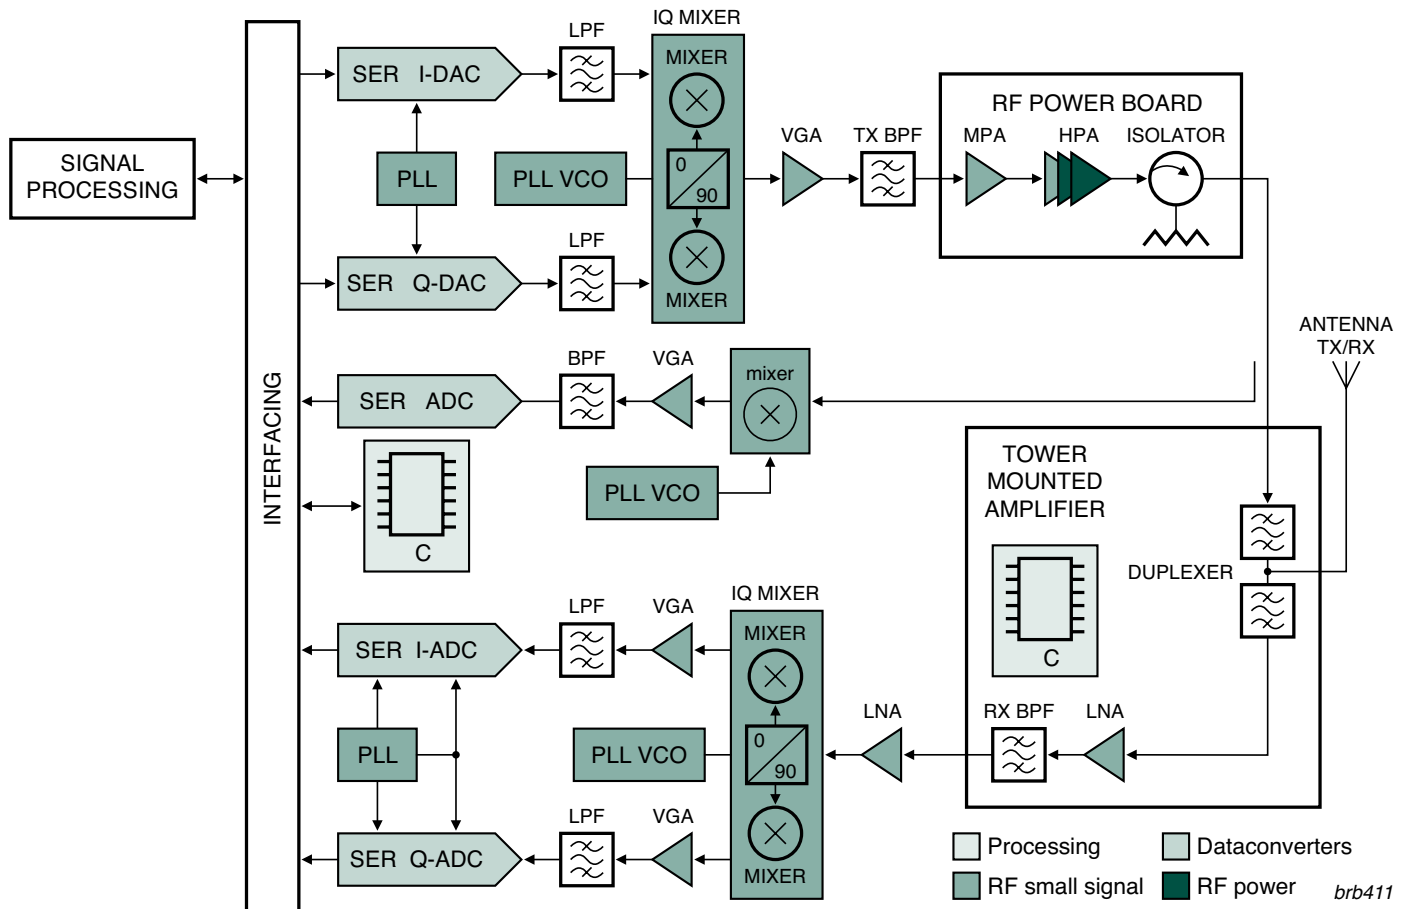 SIGNAL
PROCESSING
INTERFACING
SER I-DAC
LPF
IQ MIXER
MIXER
PLL
PLL VCO
0
90
SER Q-DAC
LPF
MIXER
VGA
TX BPF
RF POWER BOARD
MPA
HPA
ISOLATOR
ANTENNA
TX/RX
SER ADC
BPF
VGA
mixer
PLL VCO
C
TOWER
MOUNTED
AMPLIFIER
C
DUPLEXER
SER I-ADC
LPF
VGA
IQ MIXER
MIXER
PLL
PLL VCO
0
90
LNA
RX BPF
LNA
SER Q-ADC
LPF
VGA
MIXER
Processing
Dataconverters
RF small signal
RF power
brb411